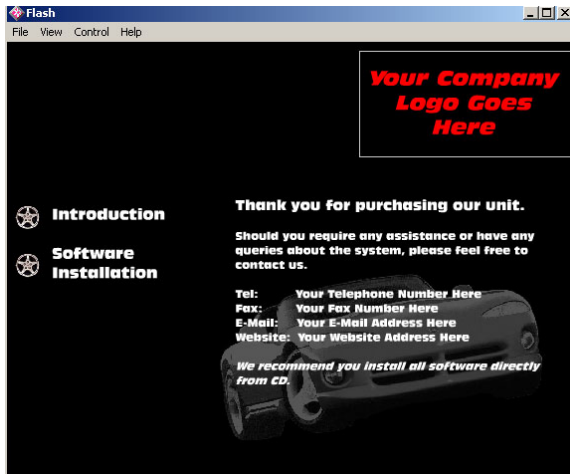 Flash
File View Control Help
Your Company
Logo Goes
Here
Introduction
Software
Installation
Thank you for purchasing our unit.
Should you require any assistance or have any
queries about the system, please feel free to
contact us.
Tel: Your Telephone Number Here
Fax: Your Fax Number Here
E-Mail: Your E-Mail Address Here
Website: Your Website Address Here
We recommend you install all software directly
from CD.